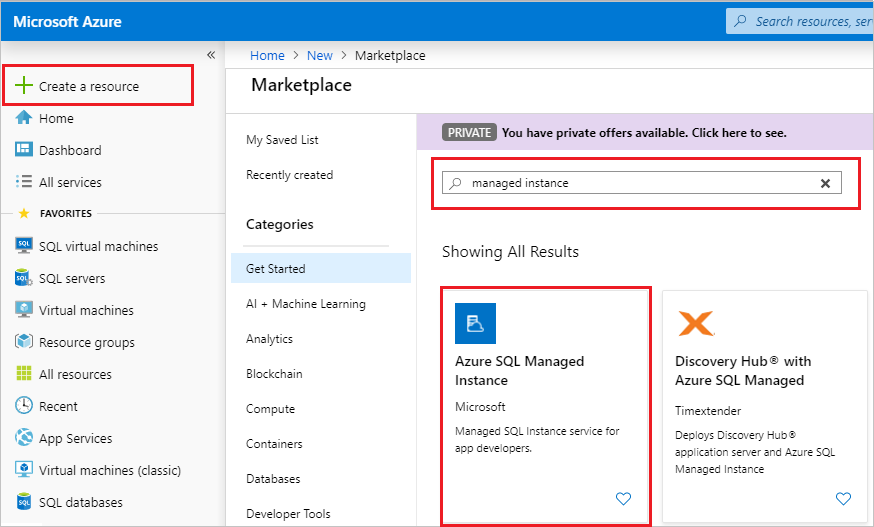 Microsoft Azure
Search resources, ser
«
Create a resource
Home
Dashboard
All services
FAVORITES
SQL virtual machines
SQL servers
Virtual machines
Resource groups
All resources
Recent
App Services
Virtual machines (classic)
SQL databases
Home > New > Marketplace
Marketplace
My Saved List
Recently created
Categories
Get Started
AI + Machine Learning
Analytics
Blockchain
Compute
Containers
Databases
Developer Tools
PRIVATE You have private offers available. Click here to see.
managed instance
Showing All Results
Azure SQL Managed
Instance
Microsoft
Managed SQL Instance service for
app developers.
Discovery Hub® with
Azure SQL Managed
Timextender
Deploys Discovery Hub®
application server and Azure SQL
Managed Instance